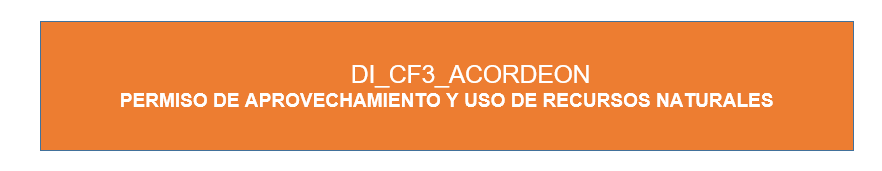 DI_CF3_ACORDEON
PERMISO DE APROVECHAMIENTO Y USO DE RECURSOS NATURALES